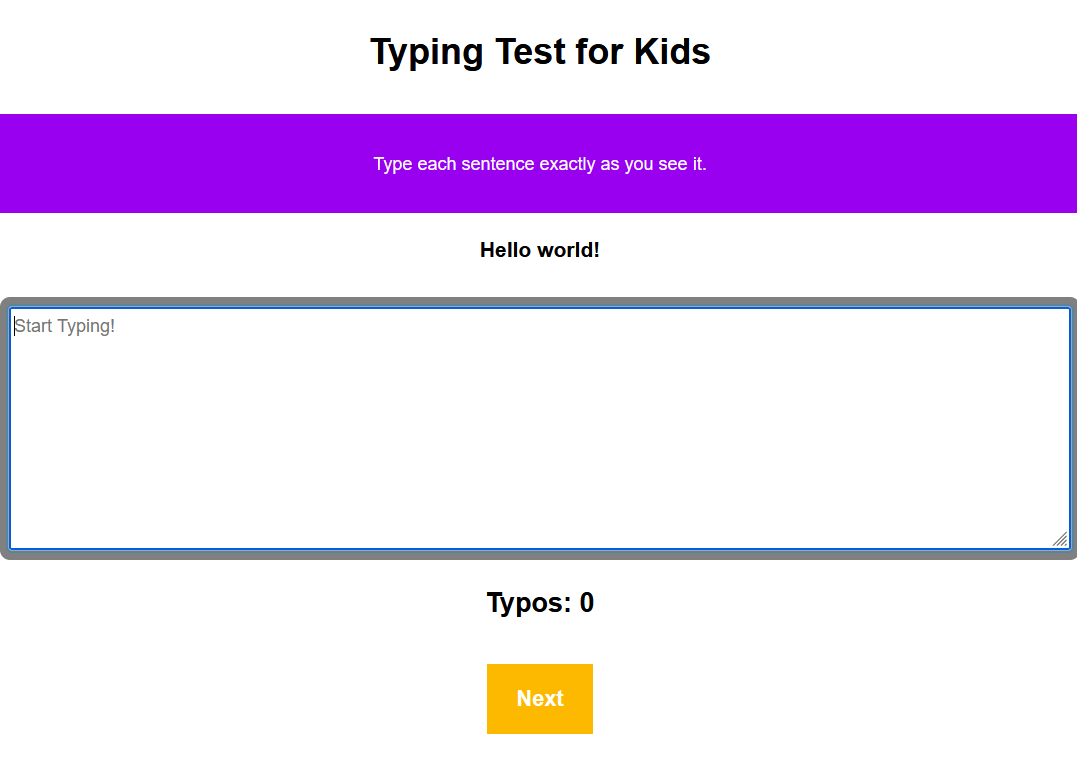 Typing Test for Kids
Type each sentence exactly as you see it.
Hello world!
Start Typing!
Typos: 0
Next